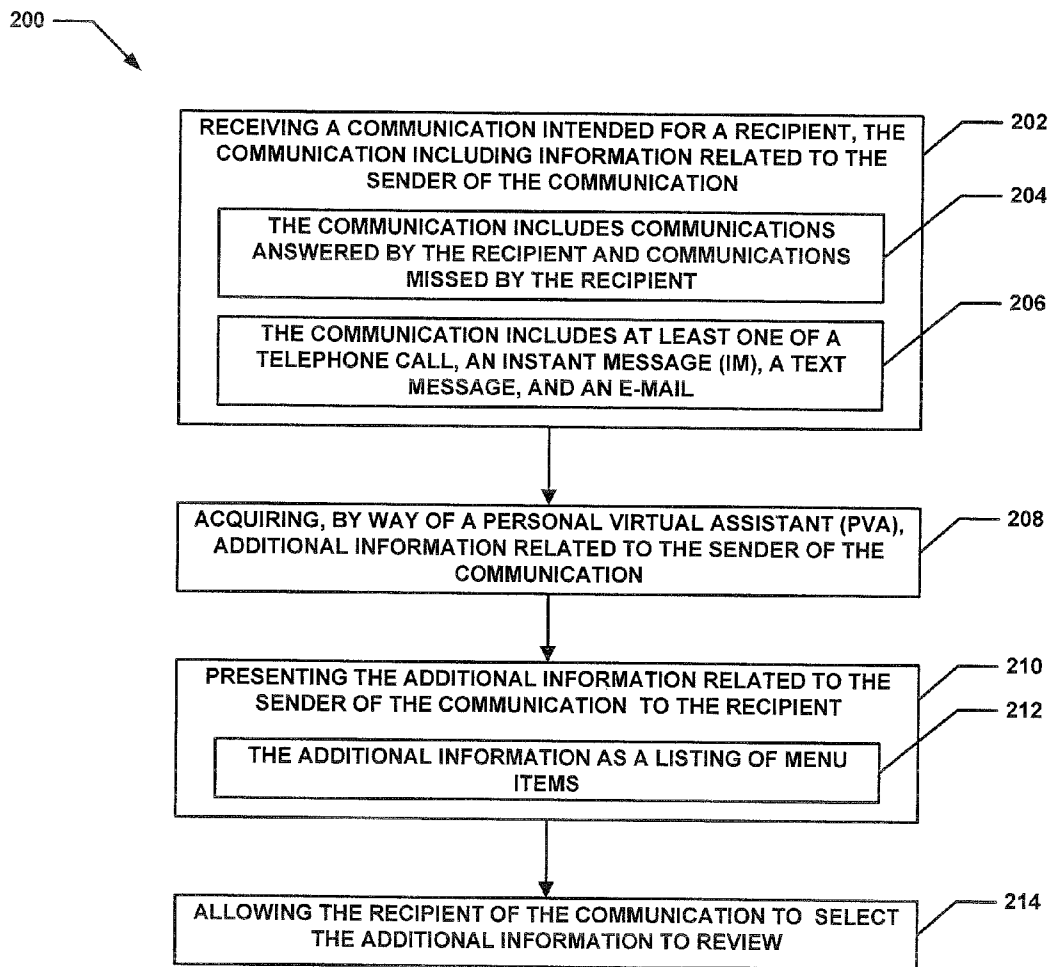 200
RECEIVING A COMMUNICATION INTENDED FOR A RECIPIENT, THE
COMMUNICATION INCLUDING INFORMATION RELATED TO THE
SENDER OF THE COMMUNICATION
202
THE COMMUNICATION INCLUDES COMMUNICATIONS
ANSWERED BY THE RECIPIENT AND COMMUNICATIONS
MISSED BY THE RECIPIENT
204
THE COMMUNICATION INCLUDES AT LEAST ONE OF A
TELEPHONE CALL, AN INSTANT MESSAGE (IM), A TEXT
MESSAGE, AND AN E-MAIL
206
ACQUIRING, BY WAY OF A PERSONAL VIRTUAL ASSISTANT (PVA),
ADDITIONAL INFORMATION RELATED TO THE SENDER OF THE
COMMUNICATION
208
PRESENTING THE ADDITIONAL INFORMATION RELATED TO THE
SENDER OF THE COMMUNICATION TO THE RECIPIENT
210
THE ADDITIONAL INFORMATION AS A LISTING OF MENU
ITEMS
212
ALLOWING THE RECIPIENT OF THE COMMUNICATION TO SELECT
THE ADDITIONAL INFORMATION TO REVIEW
214